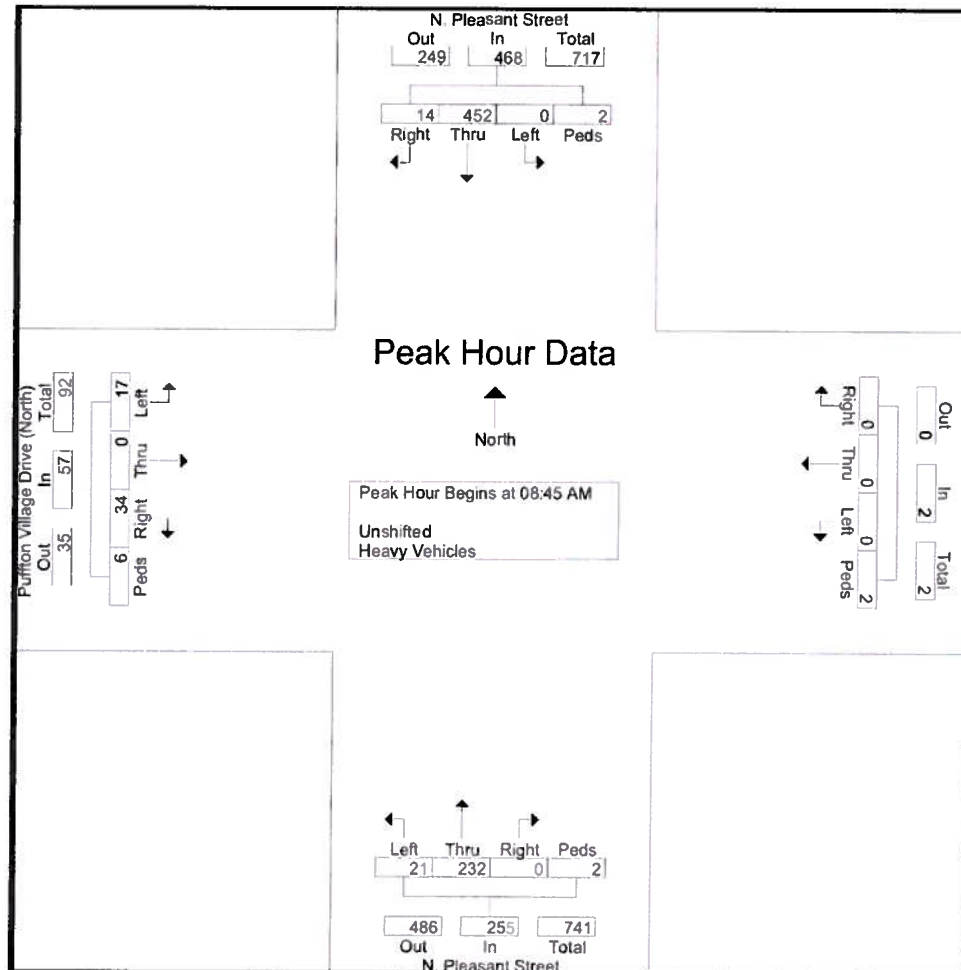 N. Pleasant Street
Out In Total
249 468 717
14 452 0 2
Right Thru Left Peds
Peak Hour Data
North
Peak Hour Begins at 08:45 AM
Unshifted
Heavy Vehicles
Puffton Village Drive (North)
Out In Total
35 57 92
17 0 34 6
Left Thru Right Peds
Out In Total
0 2 2
0 0 0 2
Right Thru Left Peds
Left Thru Right Peds
21 232 0 2
486 255 741
Out In Total
N. Pleasant Street